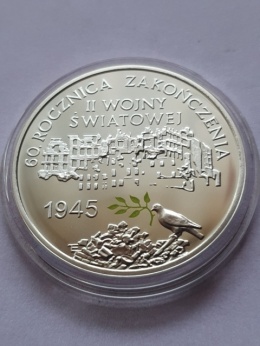 60. ROCZNICA ZAKOŃCZENIA
II WOJNY
ŚWIATOWEJ
1945